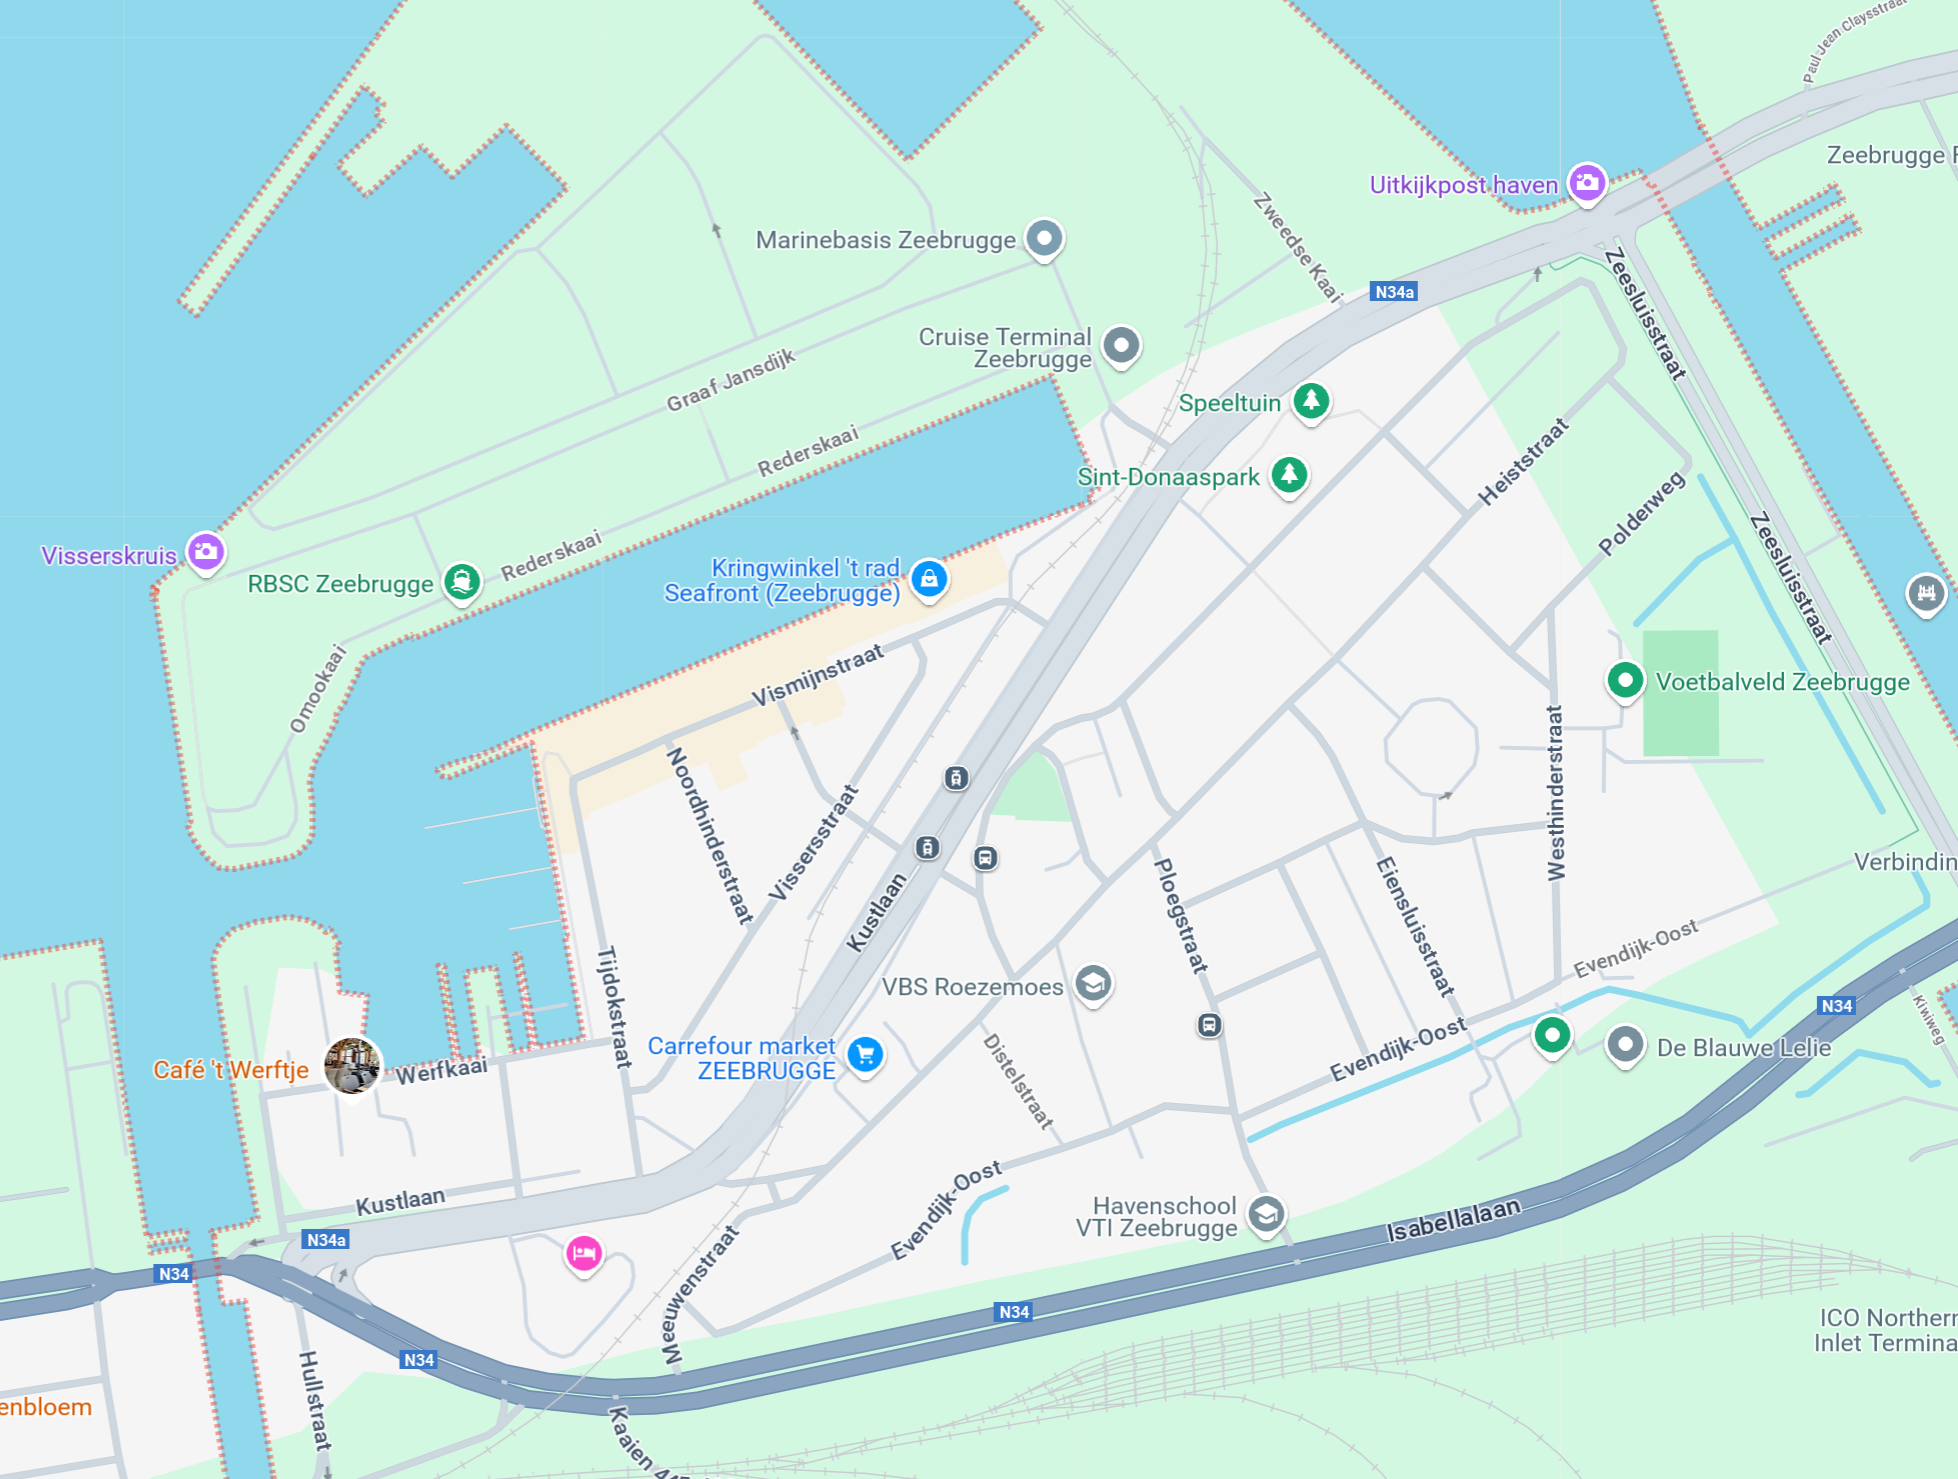 Paul Jean Claysstraat
Zeebrugge
Uitkijkpost haven
Zweedse Kaai
Marinebasis Zeebrugge
N34a
Zeesluisstraat
Cruise Terminal
Zeebrugge
Graaf Jansdijk
Speeltuin
Rederskaai
Heiststraat
Sint-Donaaspark
Polderweg
Visserskruis
Rederskaai
RBSC Zeebrugge
Kringwinkel 't rad
Seafront (Zeebrugge)
Zeesluisstraat
Omookaai
Vismijnstraat
Voetbalveld Zeebrugge
Noordhinderstraat
Vissersstraat
Westhinderstraat
Kustlaan
Ploegstraat
Eiensluisstraat
Verbindin
Evendijk-Oost
Tijdokstraat
VBS Roezemoes
N34
Kiwiweg
Carrefour market
ZEEBRUGGE
Distelstraat
Evendijk-Oost
De Blauwe Lelie
Café 't Werftje
Werfkaai
Kustlaan
Evendijk-Oost
Havenschool
VTI Zeebrugge
Isabellalaan
N34a
N34
Meeuwenstraat
N34
ICO Northern
Inlet Termina
N34
Hullstraat
enbloem
Kaaien